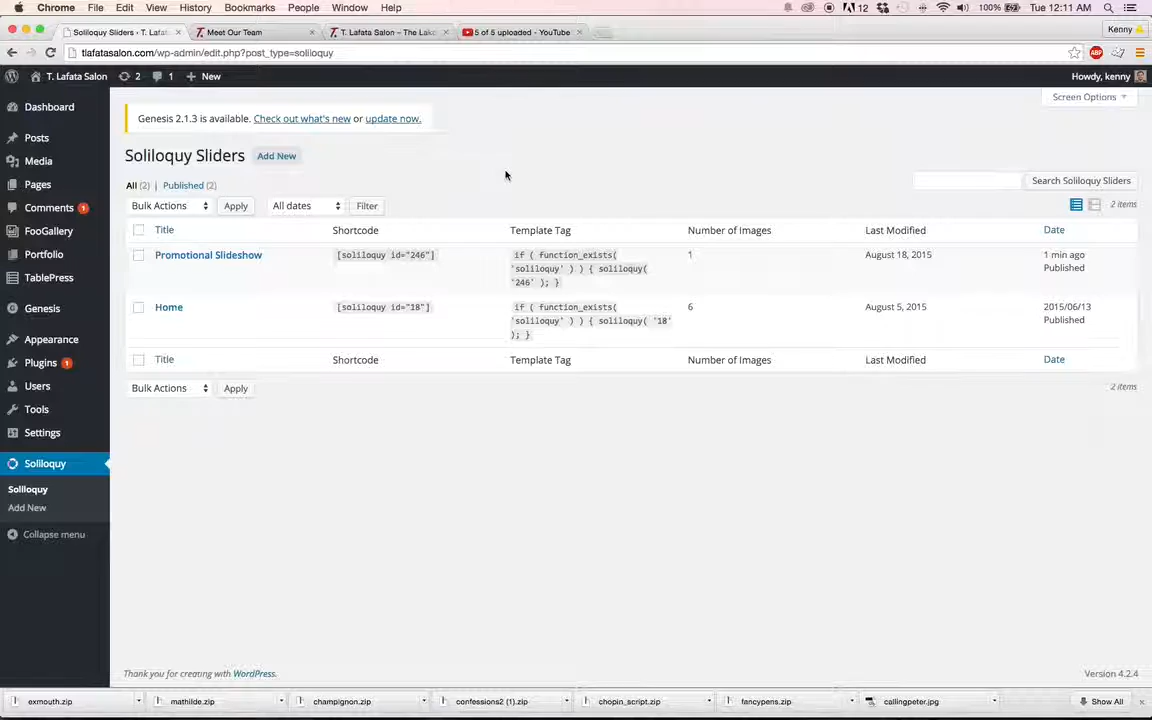 Chrome File Edit View History Bookmarks People Window Help 12 100% Tue 12:11 AM
Soliloquy Sliders ‹ T. Lafat Meet Our Team T. Lafata Salon – The Lake 5 of 5 uploaded - YouTube Kenny
tlafatasalon.com/wp-admin/edit.php?post_type=soliloquy ABP
T. Lafata Salon 2 1 + New Howdy, kenny
Screen Options
Dashboard
Posts
Media
Pages
Comments 1
FooGallery
Portfolio
TablePress
Genesis
Appearance
Plugins 1
Users
Tools
Settings
Soliloquy
Soliloquy
Add New
Collapse menu
Genesis 2.1.3 is available. Check out what's new or update now.
Soliloquy Sliders Add New
All (2) | Published (2)
Search Soliloquy Sliders
Bulk Actions Apply All dates Filter 2 items
Title Shortcode Template Tag Number of Images Last Modified Date
Promotional Slideshow [soliloquy id="246"] if ( function_exists( 1 August 18, 2015 1 min ago
'soliloquy' ) ) { soliloquy( Published
'246' ); }
Home [soliloquy id="18"] if ( function_exists( 6 August 5, 2015 2015/06/13
'soliloquy' ) ) { soliloquy( '18' Published
); }
Title Shortcode Template Tag Number of Images Last Modified Date
Bulk Actions Apply 2 items
Thank you for creating with WordPress. Version 4.2.4
exmouth.zip mathilde.zip champignon.zip confessions2 (1).zip chopin_script.zip fancypens.zip callingpeter.jpg Show All